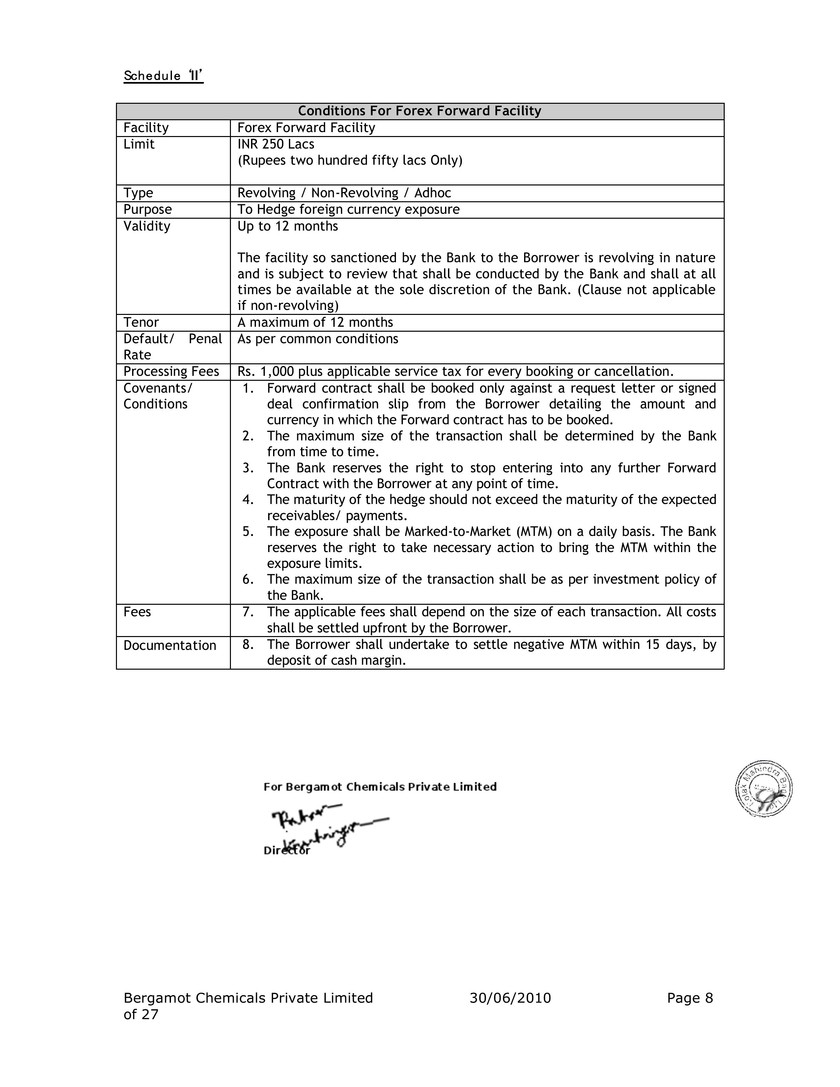 Schedule ‘II’
Conditions For Forex Forward Facility
Facility Forex Forward Facility
Limit INR 250 Lacs
(Rupees two hundred fifty lacs Only)
Type Revolving / Non-Revolving / Adhoc
Purpose To Hedge foreign currency exposure
Validity Up to 12 months
The facility so sanctioned by the Bank to the Borrower is revolving in nature
and is subject to review that shall be conducted by the Bank and shall at all
times be available at the sole discretion of the Bank. (Clause not applicable
if non-revolving)
Tenor A maximum of 12 months
Default/ Penal As per common conditions
Rate
Processing Fees Rs. 1,000 plus applicable service tax for every booking or cancellation.
Covenants/ 1. Forward contract shall be booked only against a request letter or signed
Conditions deal confirmation slip from the Borrower detailing the amount and
currency in which the Forward contract has to be booked.
2. The maximum size of the transaction shall be determined by the Bank
from time to time.
3. The Bank reserves the right to stop entering into any further Forward
Contract with the Borrower at any point of time.
4. The maturity of the hedge should not exceed the maturity of the expected
receivables/ payments.
5. The exposure shall be Marked-to-Market (MTM) on a daily basis. The Bank
reserves the right to take necessary action to bring the MTM within the
exposure limits.
6. The maximum size of the transaction shall be as per investment policy of
the Bank.
Fees 7. The applicable fees shall depend on the size of each transaction. All costs
shall be settled upfront by the Borrower.
Documentation 8. The Borrower shall undertake to settle negative MTM within 15 days, by
deposit of cash margin.
For Bergamot Chemicals Private Limited
Director
Mahindra
Bergamot Chemicals Private Limited 30/06/2010 Page 8
of 27